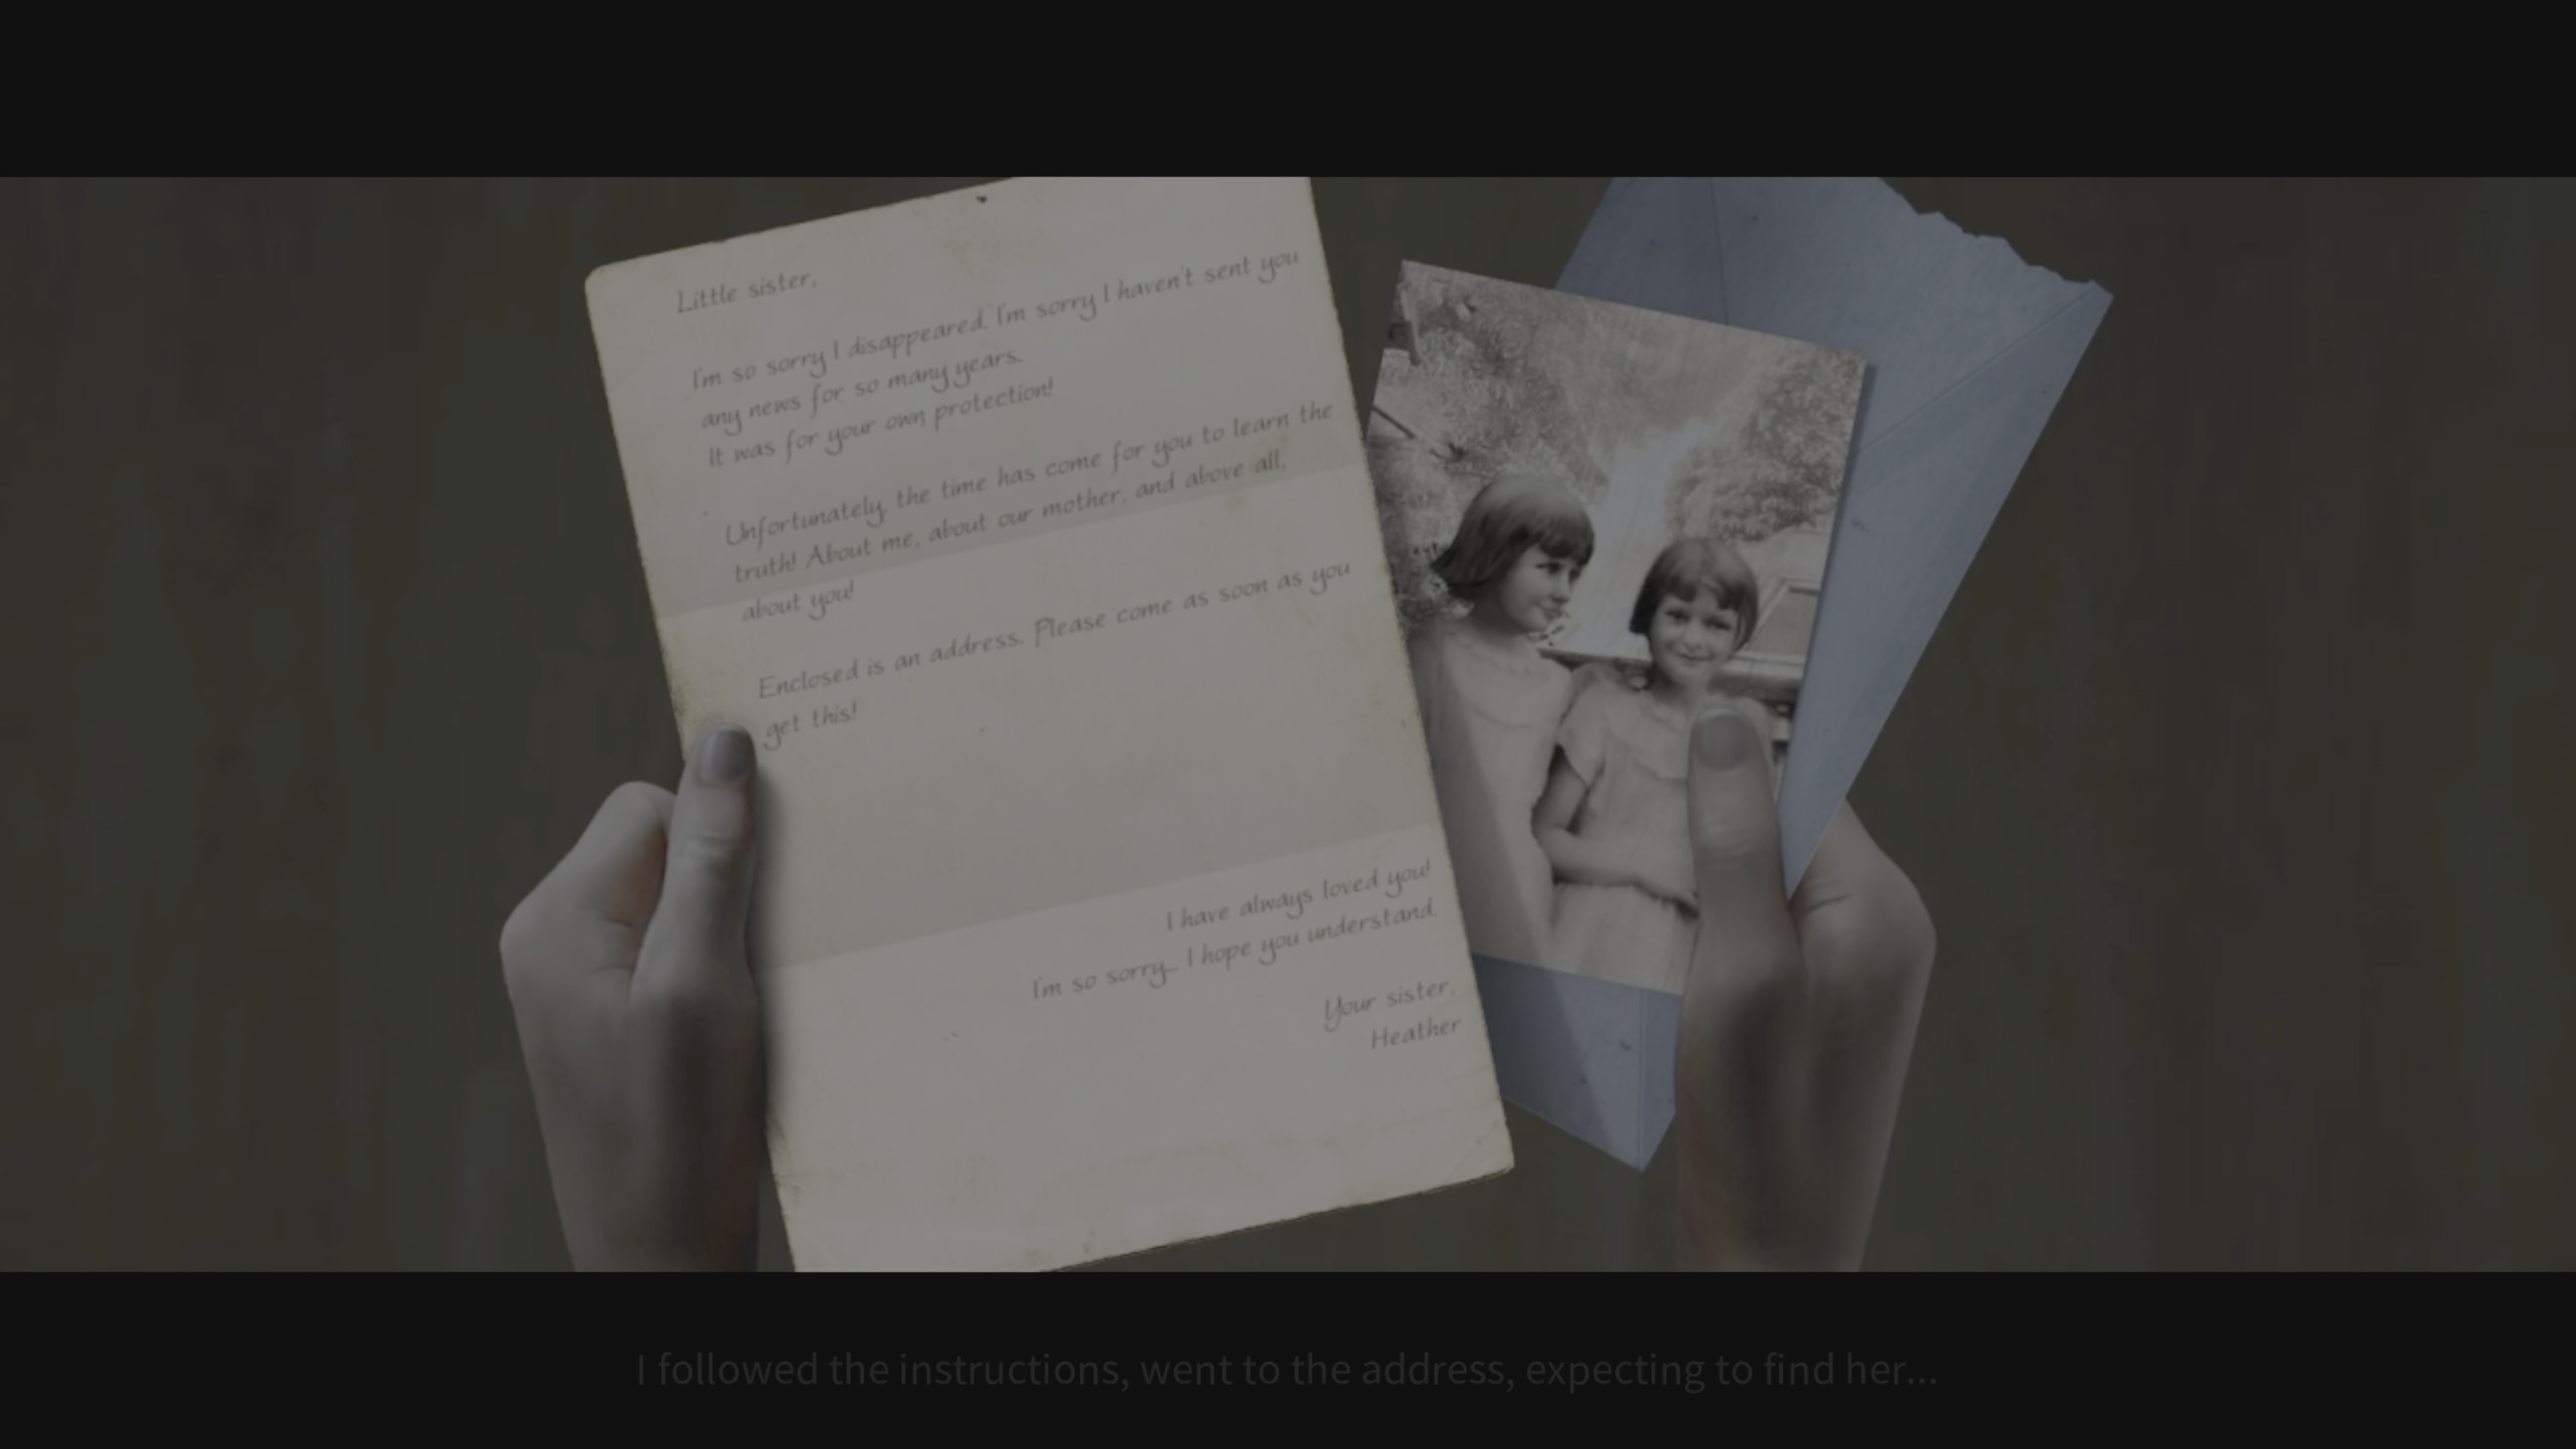 Little sister,
I'm so sorry I disappeared. I'm sorry I haven't sent you
any news for so many years.
It was for your own protection!
Unfortunately, the time has come for you to learn the
truth! About me, about our mother, and above all,
about you!
Enclosed is an address. Please come as soon as you
get this!
I have always loved you!
I'm so sorry... I hope you understand.
Your sister,
Heather
I followed the instructions, went to the address, expecting to find her...